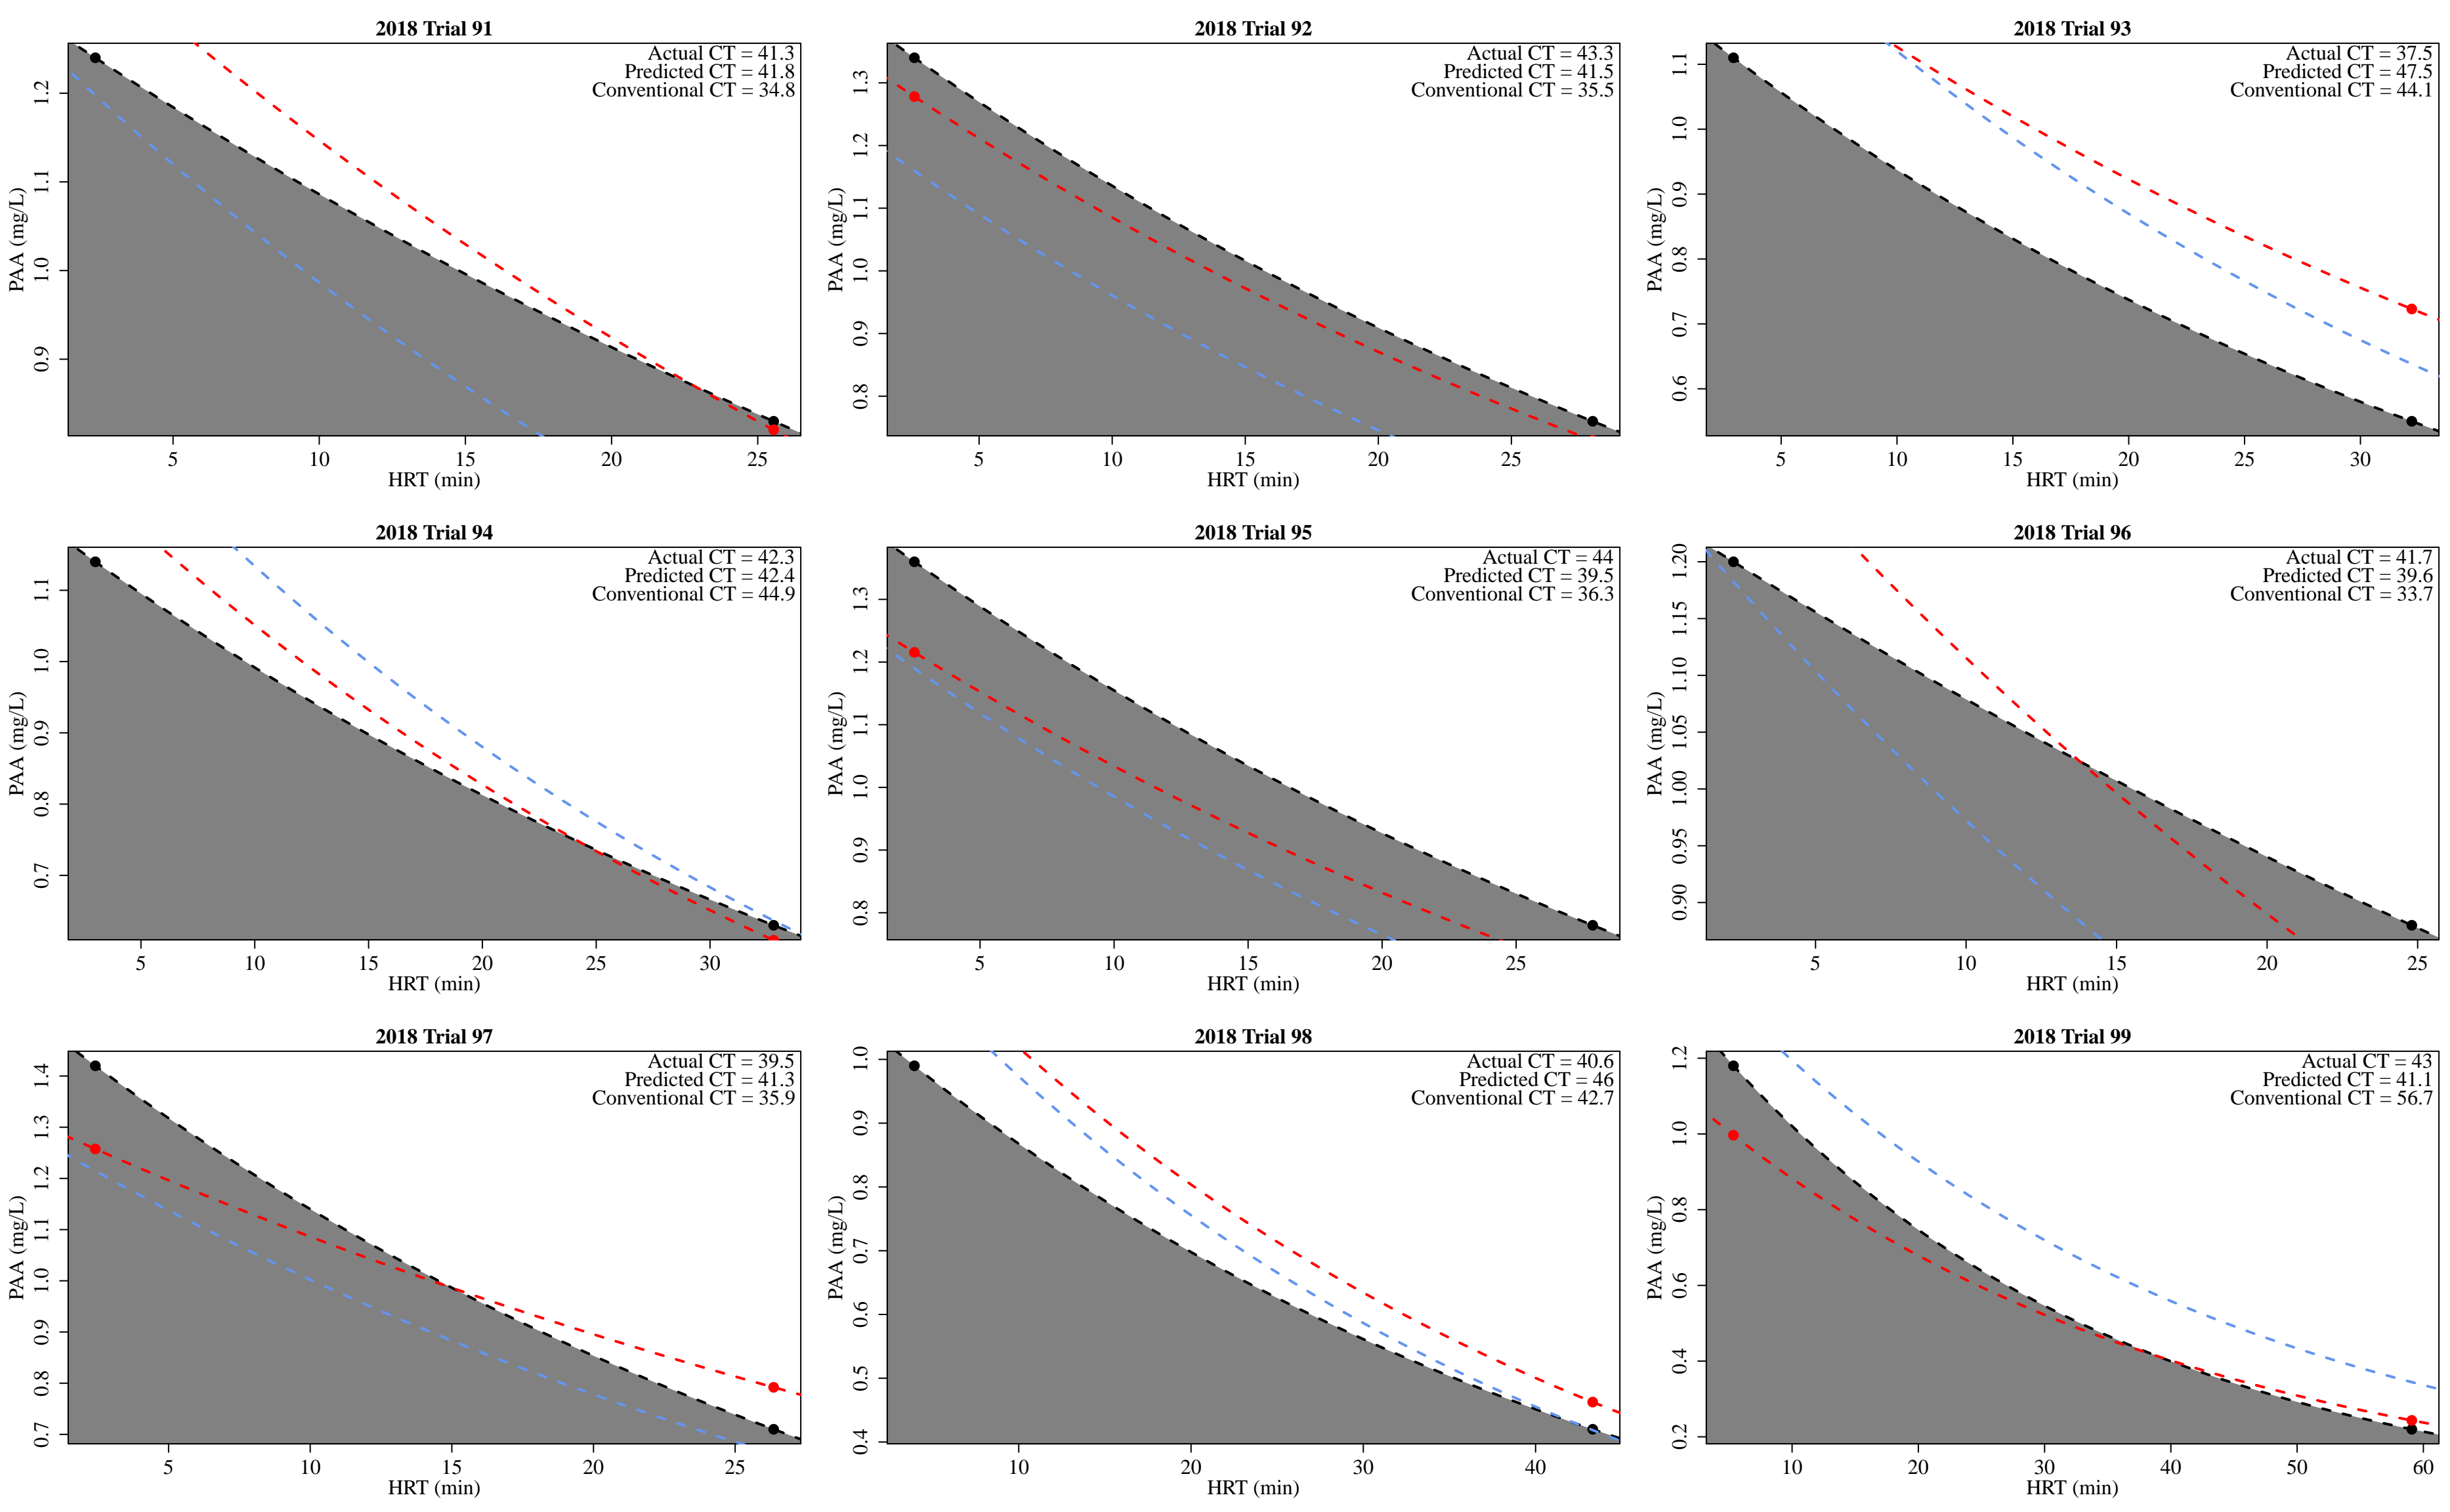 2018 Trial 91
Actual CT = 41.3
Predicted CT = 41.8
Conventional CT = 34.8
PAA (mg/L)
1.2
1.1
1.0
0.9
5 10 15 20 25
HRT (min)
2018 Trial 92
Actual CT = 43.3
Predicted CT = 41.5
Conventional CT = 35.5
PAA (mg/L)
1.3
1.2
1.1
1.0
0.9
0.8
5 10 15 20 25
HRT (min)
2018 Trial 93
Actual CT = 37.5
Predicted CT = 47.5
Conventional CT = 44.1
PAA (mg/L)
1.1
1.0
0.9
0.8
0.7
0.6
5 10 15 20 25 30
HRT (min)
2018 Trial 94
Actual CT = 42.3
Predicted CT = 42.4
Conventional CT = 44.9
PAA (mg/L)
1.1
1.0
0.9
0.8
0.7
5 10 15 20 25 30
HRT (min)
2018 Trial 95
Actual CT = 44
Predicted CT = 39.5
Conventional CT = 36.3
PAA (mg/L)
1.3
1.2
1.1
1.0
0.9
0.8
5 10 15 20 25
HRT (min)
2018 Trial 96
Actual CT = 41.7
Predicted CT = 39.6
Conventional CT = 33.7
PAA (mg/L)
1.20
1.15
1.10
1.05
1.00
0.95
0.90
5 10 15 20 25
HRT (min)
2018 Trial 97
Actual CT = 39.5
Predicted CT = 41.3
Conventional CT = 35.9
PAA (mg/L)
1.4
1.3
1.2
1.1
1.0
0.9
0.8
0.7
5 10 15 20 25
HRT (min)
2018 Trial 98
Actual CT = 40.6
Predicted CT = 46
Conventional CT = 42.7
PAA (mg/L)
1.0
0.9
0.8
0.7
0.6
0.5
0.4
10 20 30 40
HRT (min)
2018 Trial 99
Actual CT = 43
Predicted CT = 41.1
Conventional CT = 56.7
PAA (mg/L)
1.2
1.0
0.8
0.6
0.4
0.2
10 20 30 40 50 60
HRT (min)